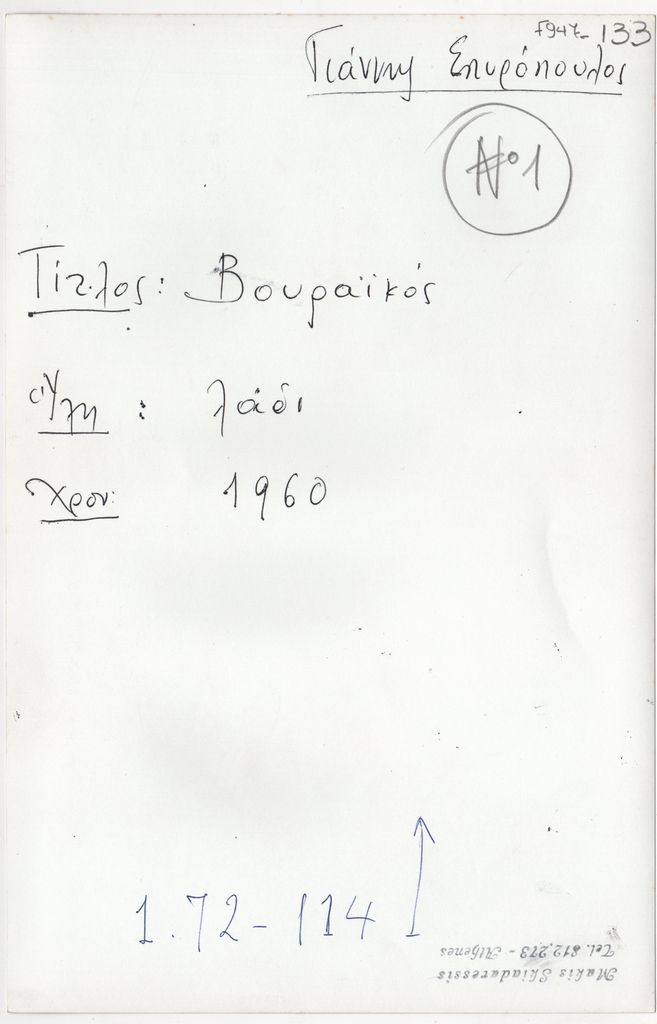 F947-133
Γιάννης Σπυρόπουλος
Nº1
Τίτλος: Βουραϊκός
Ύλη : λάδι
Χρον: 1960
1.72-114
Makis Skiadaressis
Tel. 812.273 - Athenes